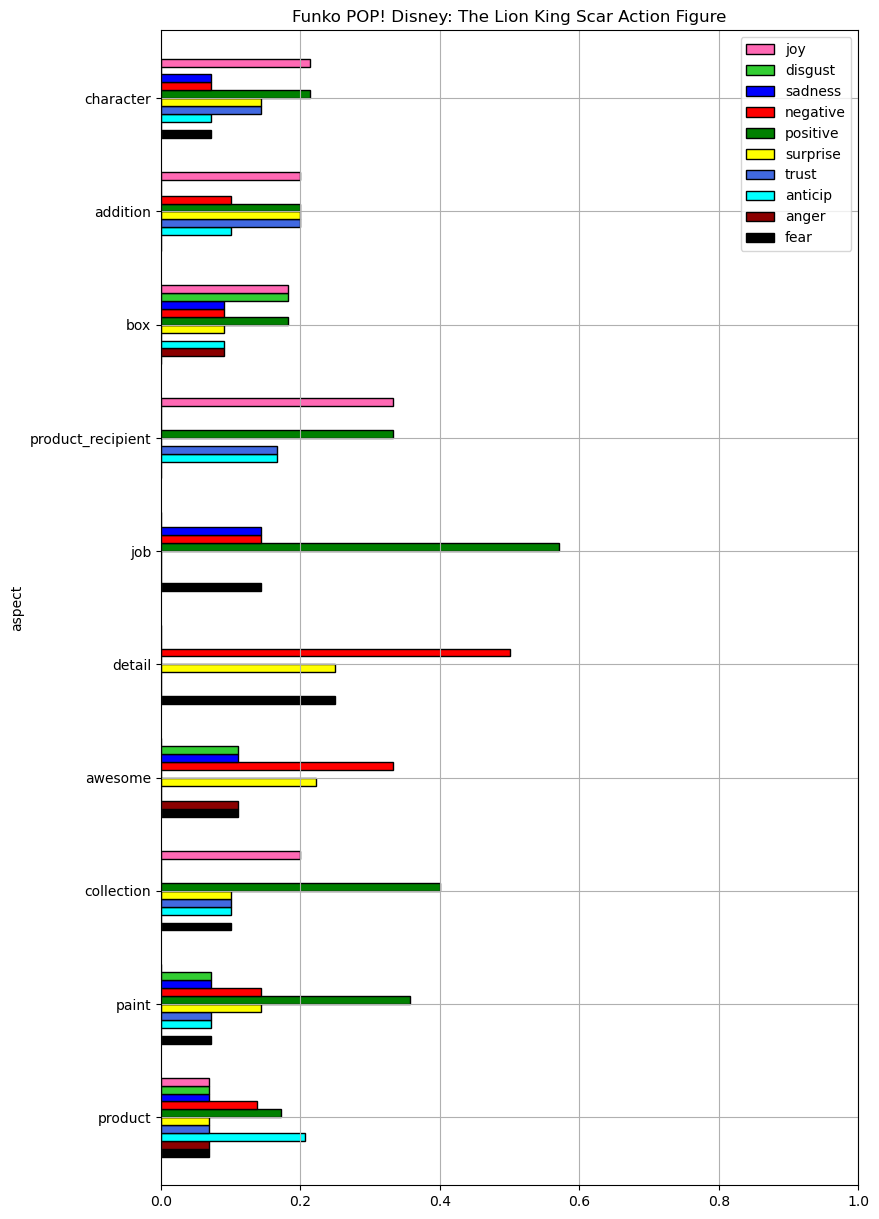 Funko POP! Disney: The Lion King Scar Action Figure
joy
disgust
sadness
negative
positive
surprise
trust
anticip
anger
fear
character
addition
box
product_recipient
job
detail
awesome
collection
paint
product
aspect
0.0 0.2 0.4 0.6 0.8 1.0